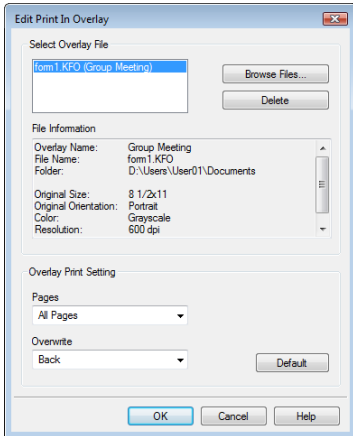 Edit Print In Overlay
Select Overlay File
form1.KFO (Group Meeting)
Browse Files...
Delete
File Information
Overlay Name: Group Meeting
File Name: form1.KFO
Folder: D:\Users\User01\Documents
Original Size: 8 1/2x11
Original Orientation: Portrait
Color: Grayscale
Resolution: 600 dpi
Overlay Print Setting
Pages
All Pages
Overwrite
Back
Default
OK Cancel Help